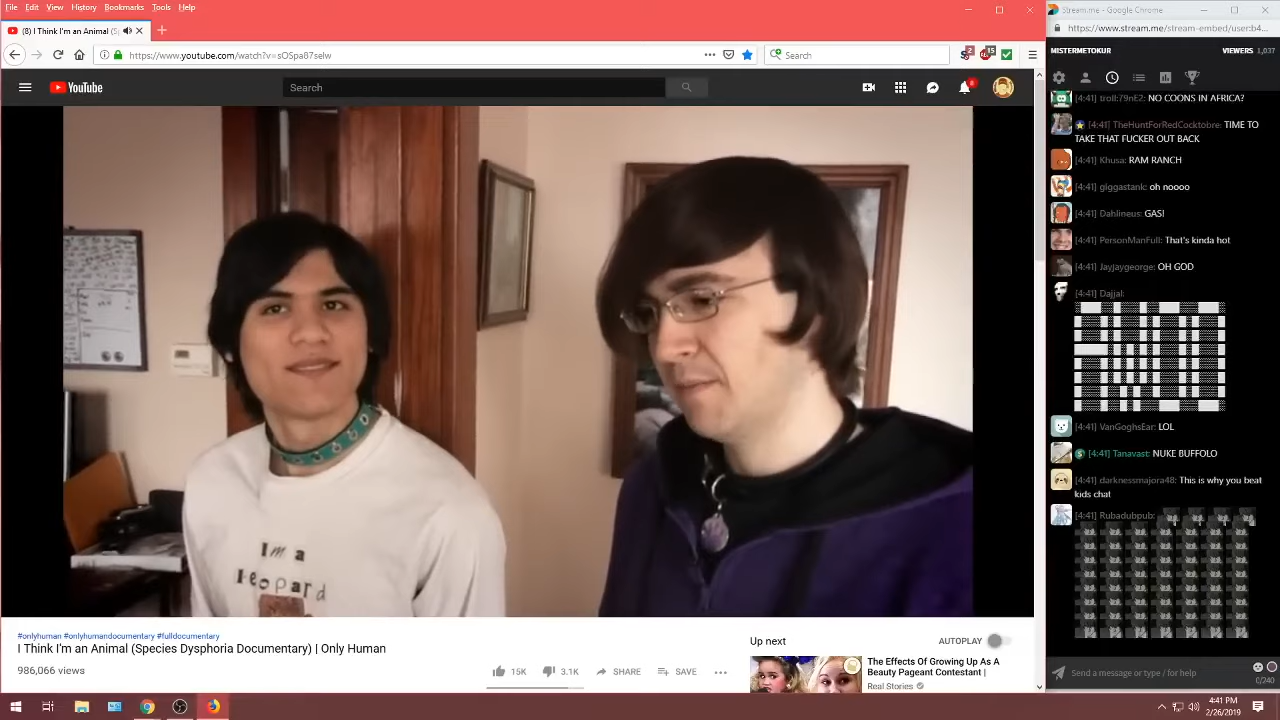 File Edit View History Bookmarks Tools Help
(8) I Think I'm an Animal (S
https://www.youtube.com/watch?v=sOSpa87selw
Search
2
15
YouTube
Search
8
I'm a
leopard
#onlyhuman #onlyhumandocumentary #fulldocumentary
I Think I'm an Animal (Species Dysphoria Documentary) | Only Human
986,066 views
15K
3.1K
SHARE
SAVE
Up next
AUTOPLAY
The Effects Of Growing Up As A
Beauty Pageant Contestant |
Real Stories
Stream.me - Google Chrome
https://www.stream.me/stream-embed/user:b4...
MISTERMETOKUR
VIEWERS 1,037
[4:41] troll:79nE2: NO COONS IN AFRICA?
[4:41] TheHuntForRedCocktobre: TIME TO
TAKE THAT FUCKER OUT BACK
[4:41] Khusa: RAM RANCH
[4:41] giggastank: oh noooo
[4:41] Dahlineus: GAS!
[4:41] PersonManFull: That's kinda hot
[4:41] Jayjaygeorge: OH GOD
[4:41] Dajjal:
[4:41] VanGoghsEar: LOL
[4:41] Tanavast: NUKE BUFFOLO
[4:41] darknessmajora48: This is why you beat
kids chat
[4:41] Rubadubpub:
Send a message or type / for help
0/240
4:41 PM
2/26/2019